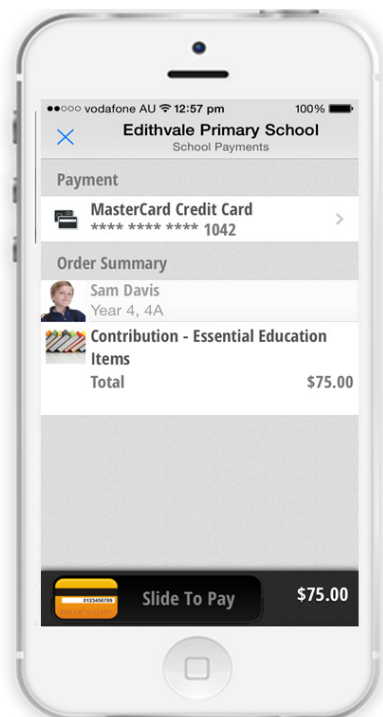 vodafone AU 12:57 pm 100%
Edithvale Primary School
School Payments
Payment
MasterCard Credit Card
**** **** **** 1042
Order Summary
Sam Davis
Year 4, 4A
Contribution - Essential Education
Items
Total $75.00
0123456789
Slide To Pay $75.00